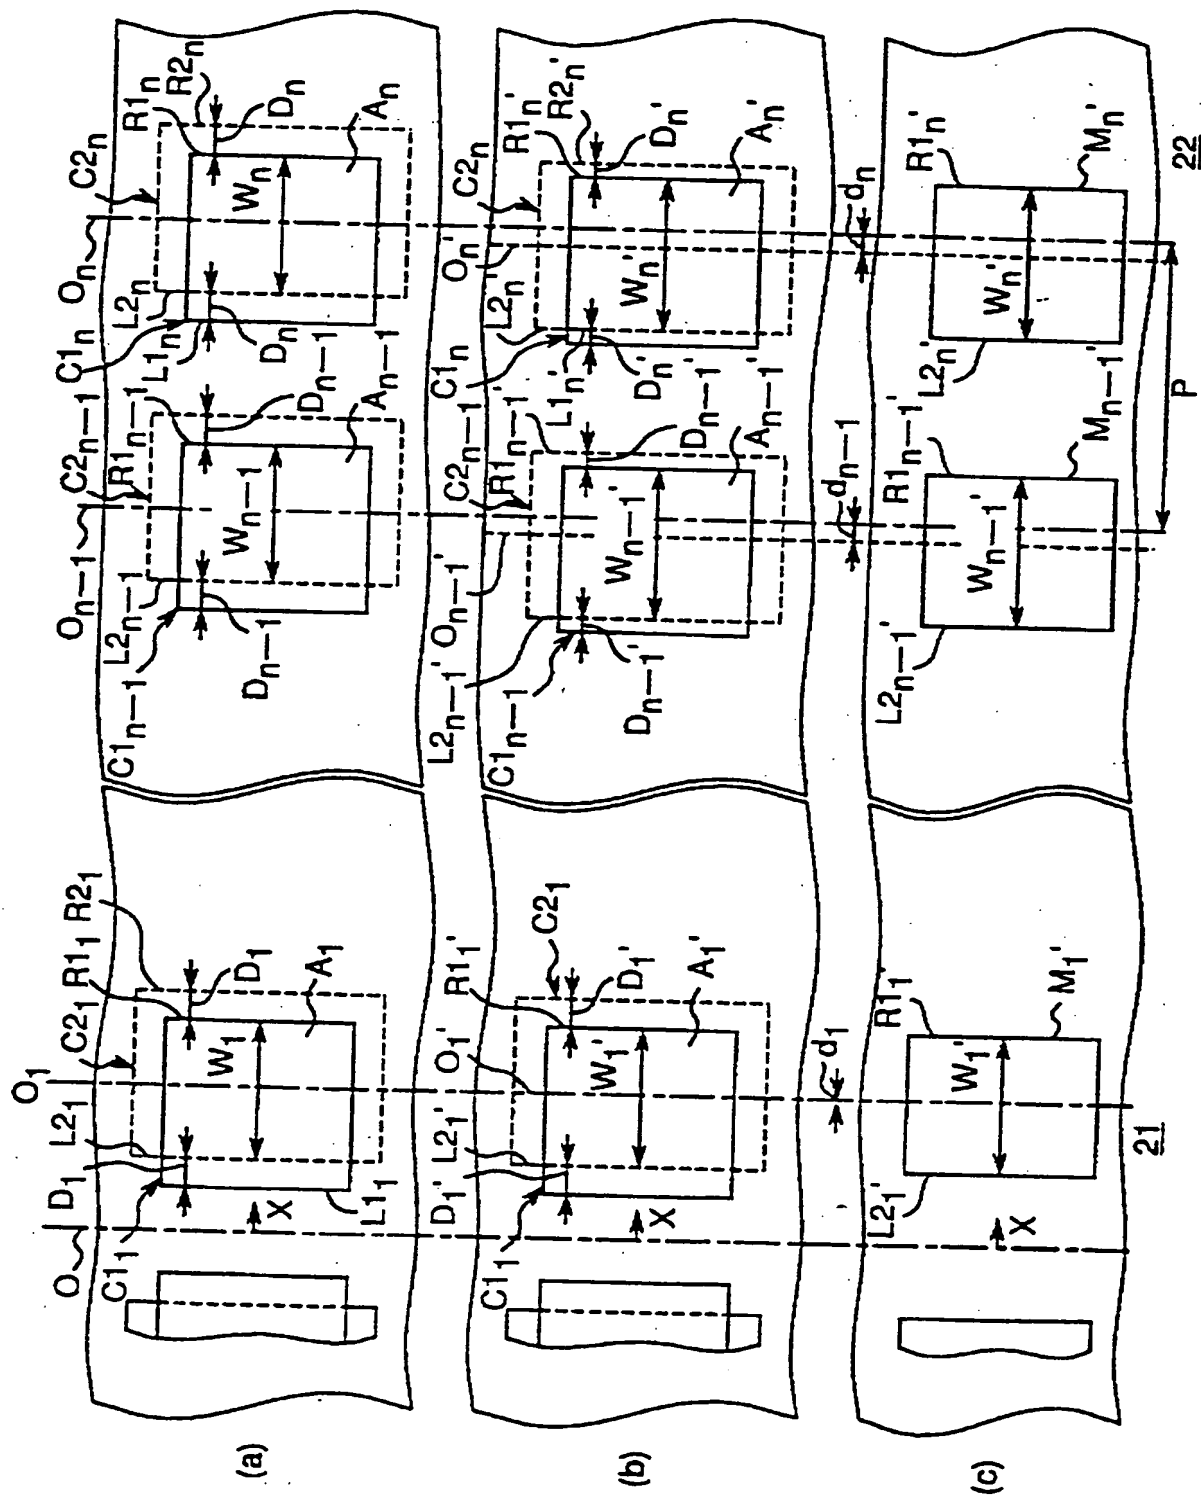 (a)
O
D₁
C1₁
L2₁
O₁
C2₁
R1₁
R2₁
D₁
W₁
A₁
L1₁
X
C1ₙ₋₁
L2ₙ₋₁
Oₙ₋₁
C2ₙ₋₁
R1ₙ₋₁
Dₙ₋₁
Dₙ₋₁
Wₙ₋₁
Aₙ₋₁
C1ₙ
L1ₙ
L2ₙ
Oₙ
C2ₙ
R1ₙ
R2ₙ
Dₙ
Dₙ
Wₙ
Aₙ
(b)
C1₁
D₁'
L2₁'
O₁'
R1₁'
C2₁
D₁'
W₁'
A₁'
X
C1ₙ₋₁
L2ₙ₋₁'
Oₙ₋₁'
C2ₙ₋₁
R1ₙ₋₁'
Dₙ₋₁'
Dₙ₋₁'
Wₙ₋₁'
Aₙ₋₁'
C1ₙ
L1ₙ'
L2ₙ'
Oₙ'
C2ₙ
R1ₙ'
R2ₙ'
Dₙ'
Dₙ'
Wₙ'
Aₙ'
(c)
X
L2₁'
d₁
R1₁'
W₁'
M₁'
L2ₙ₋₁'
dₙ₋₁
R1ₙ₋₁'
Wₙ₋₁'
Mₙ₋₁'
L2ₙ'
dₙ
R1ₙ'
Wₙ'
Mₙ'
P
21
22